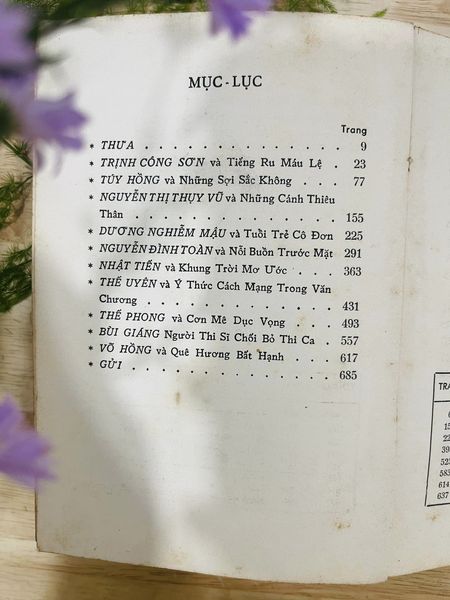 MỤC-LỤC
Trang
* THƯA . . . . . . . . . . . . . 9
* TRỊNH CÔNG SƠN và Tiếng Ru Máu Lệ . . 23
* TÚY HỒNG và Những Sợi Sắc Không . . . . 77
* NGUYỄN THỊ THỤY VŨ và Những Cánh Thiêu
Thân . . . . . . . . . . . . . 155
* DƯƠNG NGHIỄM MẬU và Tuổi Trẻ Cô Đơn 225
* NGUYỄN ĐÌNH TOÀN và Nỗi Buồn Trước Mặt 291
* NHẬT TIẾN và Khung Trời Mơ Ước . . . . 363
* THẾ UYÊN và Ý Thức Cách Mạng Trong Văn
Chương . . . . . . . . . . . . 431
* THẾ PHONG và Cơn Mê Dục Vọng . . . . 493
* BÙI GIÁNG Người Thi Sĩ Chối Bỏ Thi Ca . . 557
* VÕ HỒNG và Quê Hương Bất Hạnh . . . . 617
* GỬI . . . . . . . . . . . . . 685
TRA